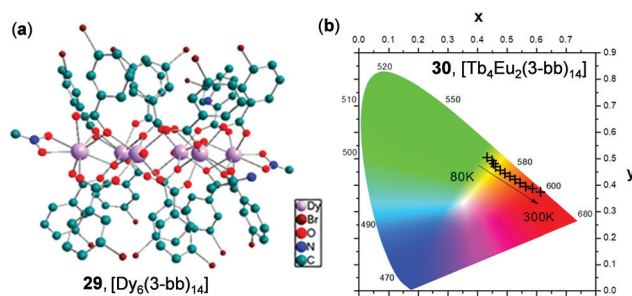 (a)
Dy
Br
O
N
C
29, [Dy6(3-bb)14]
(b)
x
0.0 0.1 0.2 0.3 0.4 0.5 0.6 0.7
30, [Tb4Eu2(3-bb)14]
520
510
550
500
580
80K
600
300K
680
490
470
0.9
0.8
0.7
0.6
0.5
y
0.4
0.3
0.2
0.1
0.0